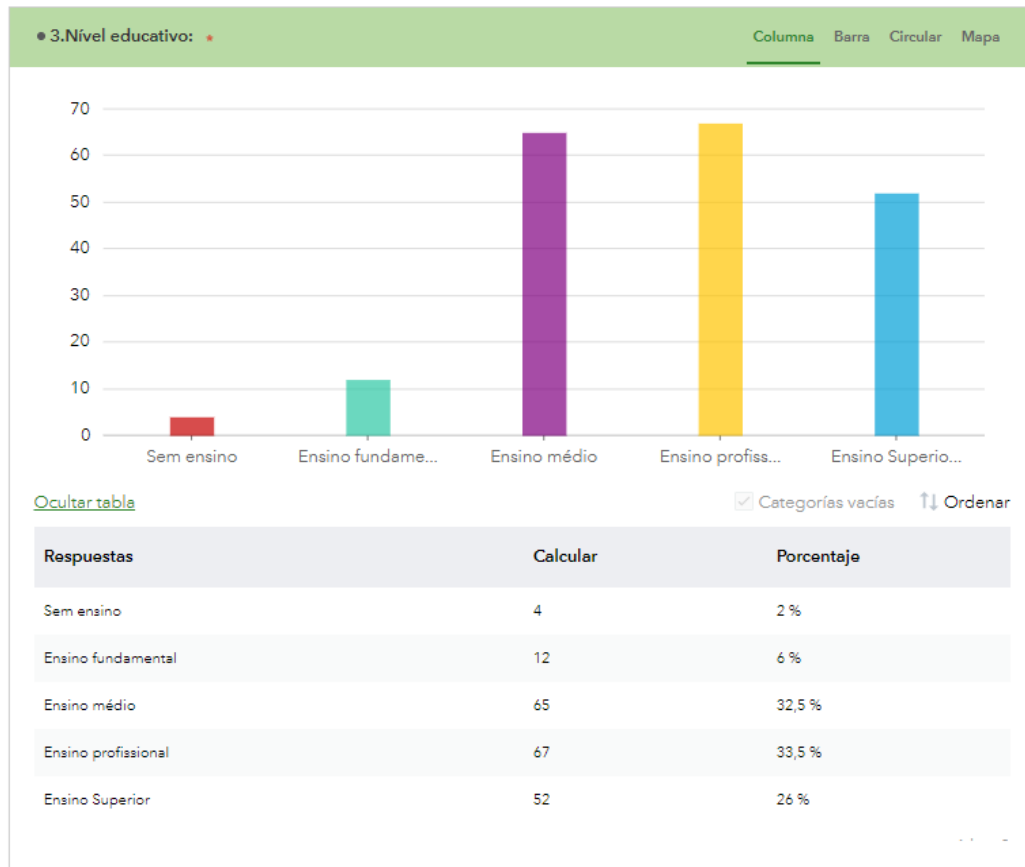 3.Nível educativo: *
Columna Barra Circular Mapa
70
60
50
40
30
20
10
0
Sem ensino Ensino fundame... Ensino médio Ensino profiss... Ensino Superio...
Ocultar tabla Categorías vacías Ordenar
Respuestas Calcular Porcentaje
Sem ensino 4 2 %
Ensino fundamental 12 6 %
Ensino médio 65 32,5 %
Ensino profissional 67 33,5 %
Ensino Superior 52 26 %